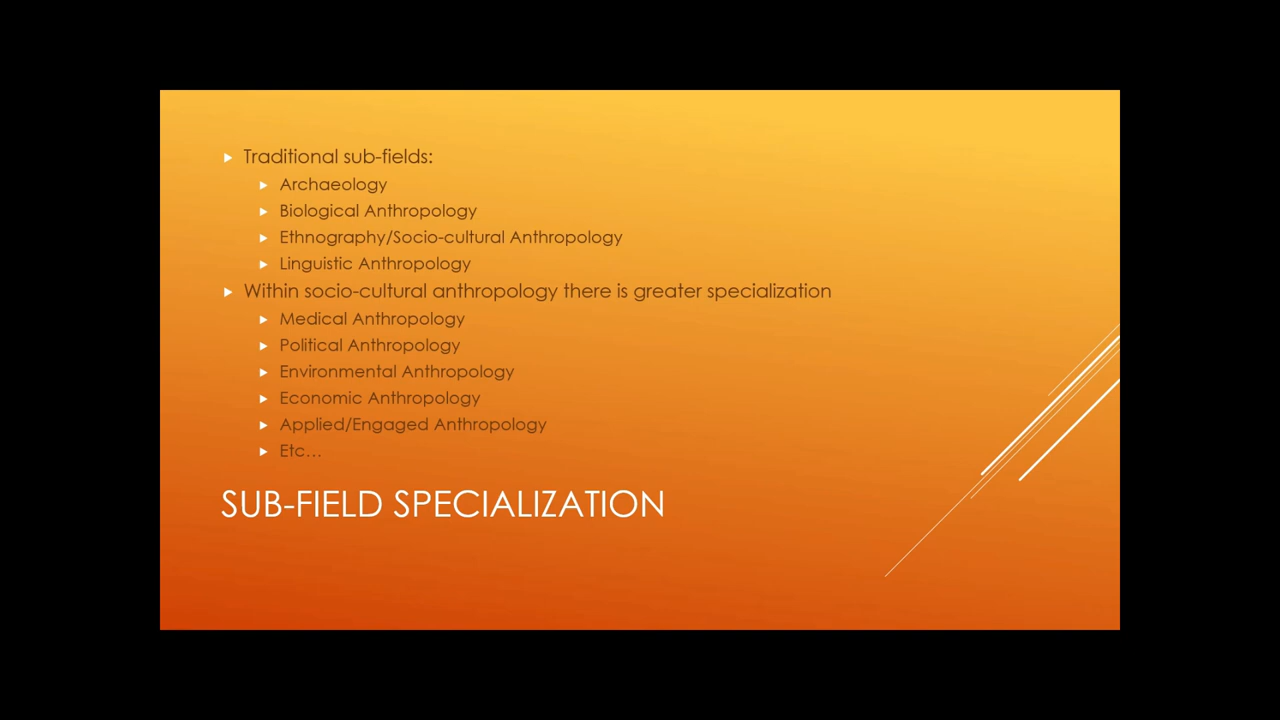 Traditional sub-fields:
Archaeology
Biological Anthropology
Ethnography/Socio-cultural Anthropology
Linguistic Anthropology
Within socio-cultural anthropology there is greater specialization
Medical Anthropology
Political Anthropology
Environmental Anthropology
Economic Anthropology
Applied/Engaged Anthropology
Etc…
SUB-FIELD SPECIALIZATION